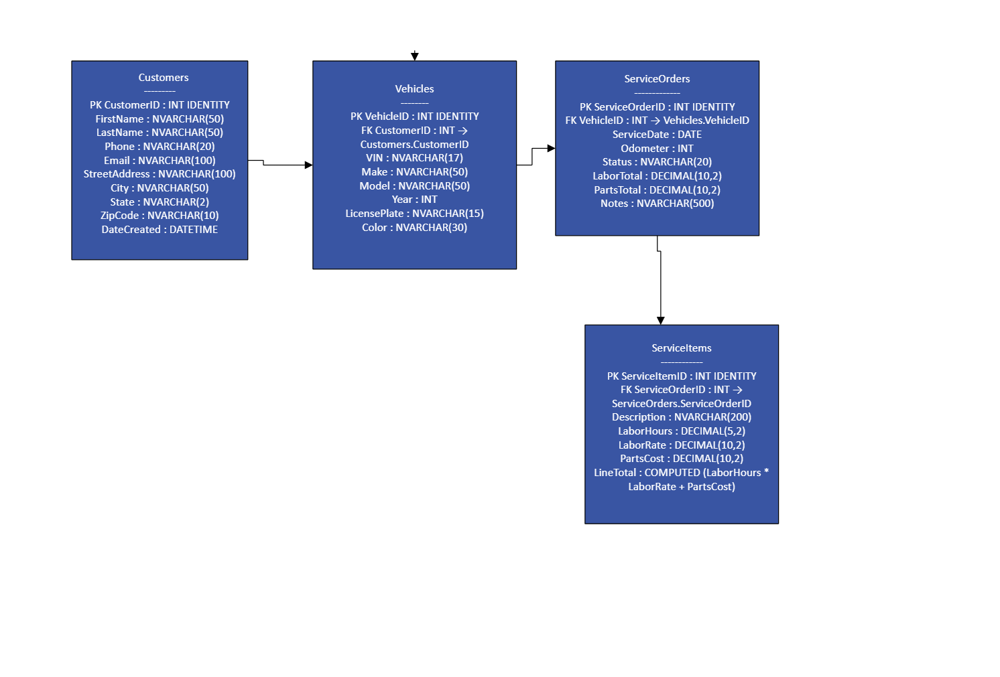 Customers
---------
PK CustomerID : INT IDENTITY
FirstName : NVARCHAR(50)
LastName : NVARCHAR(50)
Phone : NVARCHAR(20)
Email : NVARCHAR(100)
StreetAddress : NVARCHAR(100)
City : NVARCHAR(50)
State : NVARCHAR(2)
ZipCode : NVARCHAR(10)
DateCreated : DATETIME
Vehicles
--------
PK VehicleID : INT IDENTITY
FK CustomerID : INT →
Customers.CustomerID
VIN : NVARCHAR(17)
Make : NVARCHAR(50)
Model : NVARCHAR(50)
Year : INT
LicensePlate : NVARCHAR(15)
Color : NVARCHAR(30)
ServiceOrders
-------------
PK ServiceOrderID : INT IDENTITY
FK VehicleID : INT → Vehicles.VehicleID
ServiceDate : DATE
Odometer : INT
Status : NVARCHAR(20)
LaborTotal : DECIMAL(10,2)
PartsTotal : DECIMAL(10,2)
Notes : NVARCHAR(500)
ServiceItems
------------
PK ServiceItemID : INT IDENTITY
FK ServiceOrderID : INT →
ServiceOrders.ServiceOrderID
Description : NVARCHAR(200)
LaborHours : DECIMAL(5,2)
LaborRate : DECIMAL(10,2)
PartsCost : DECIMAL(10,2)
LineTotal : COMPUTED (LaborHours *
LaborRate + PartsCost)